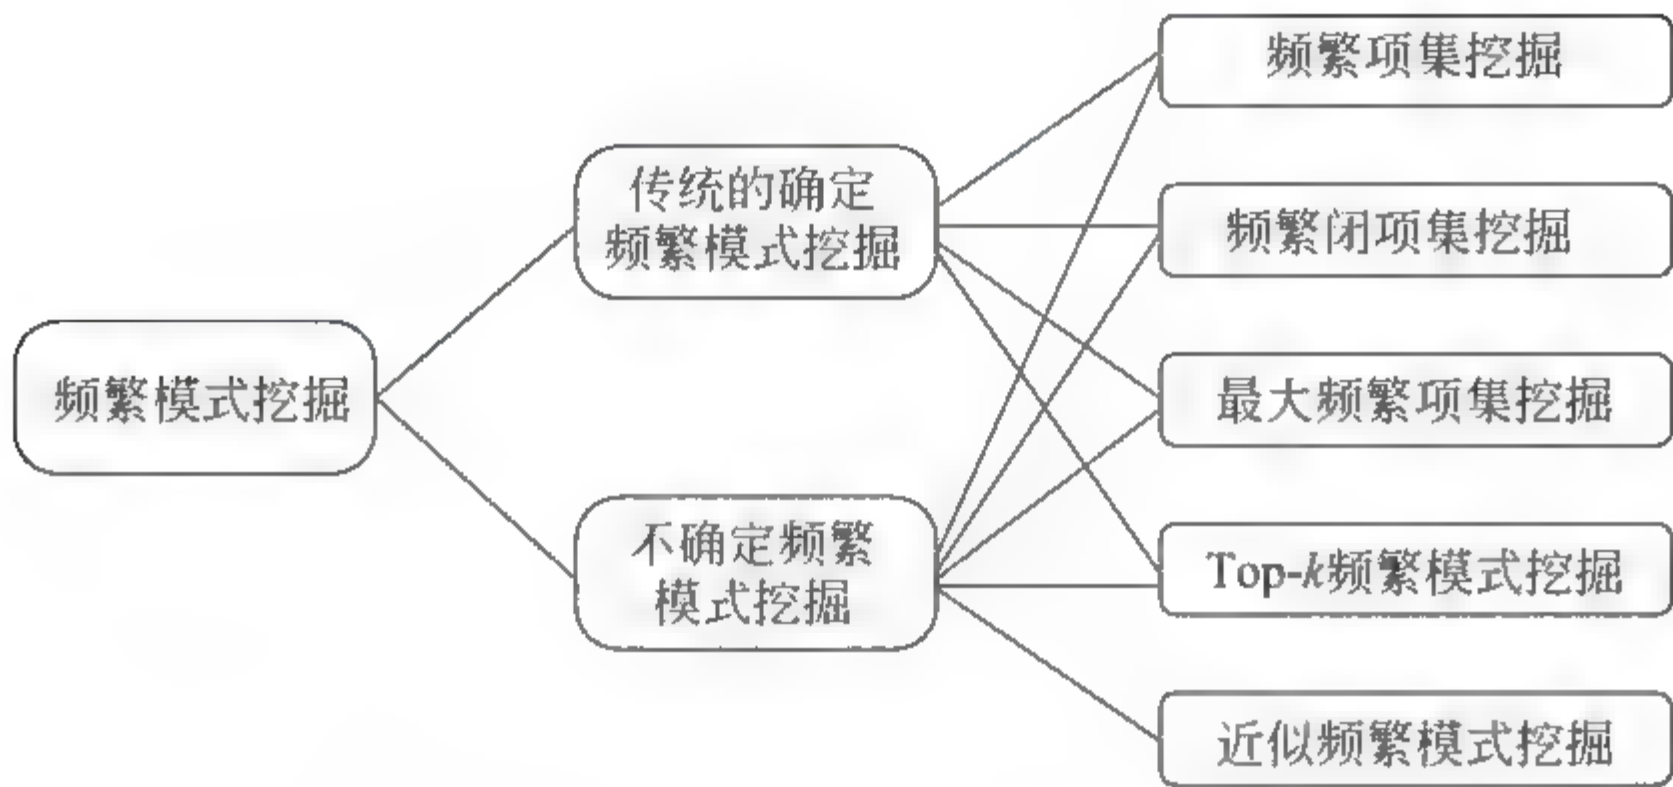 频繁模式挖掘
传统的确定
频繁模式挖掘
不确定频繁
模式挖掘
频繁项集挖掘
频繁闭项集挖掘
最大频繁项集挖掘
Top-k频繁模式挖掘
近似频繁模式挖掘